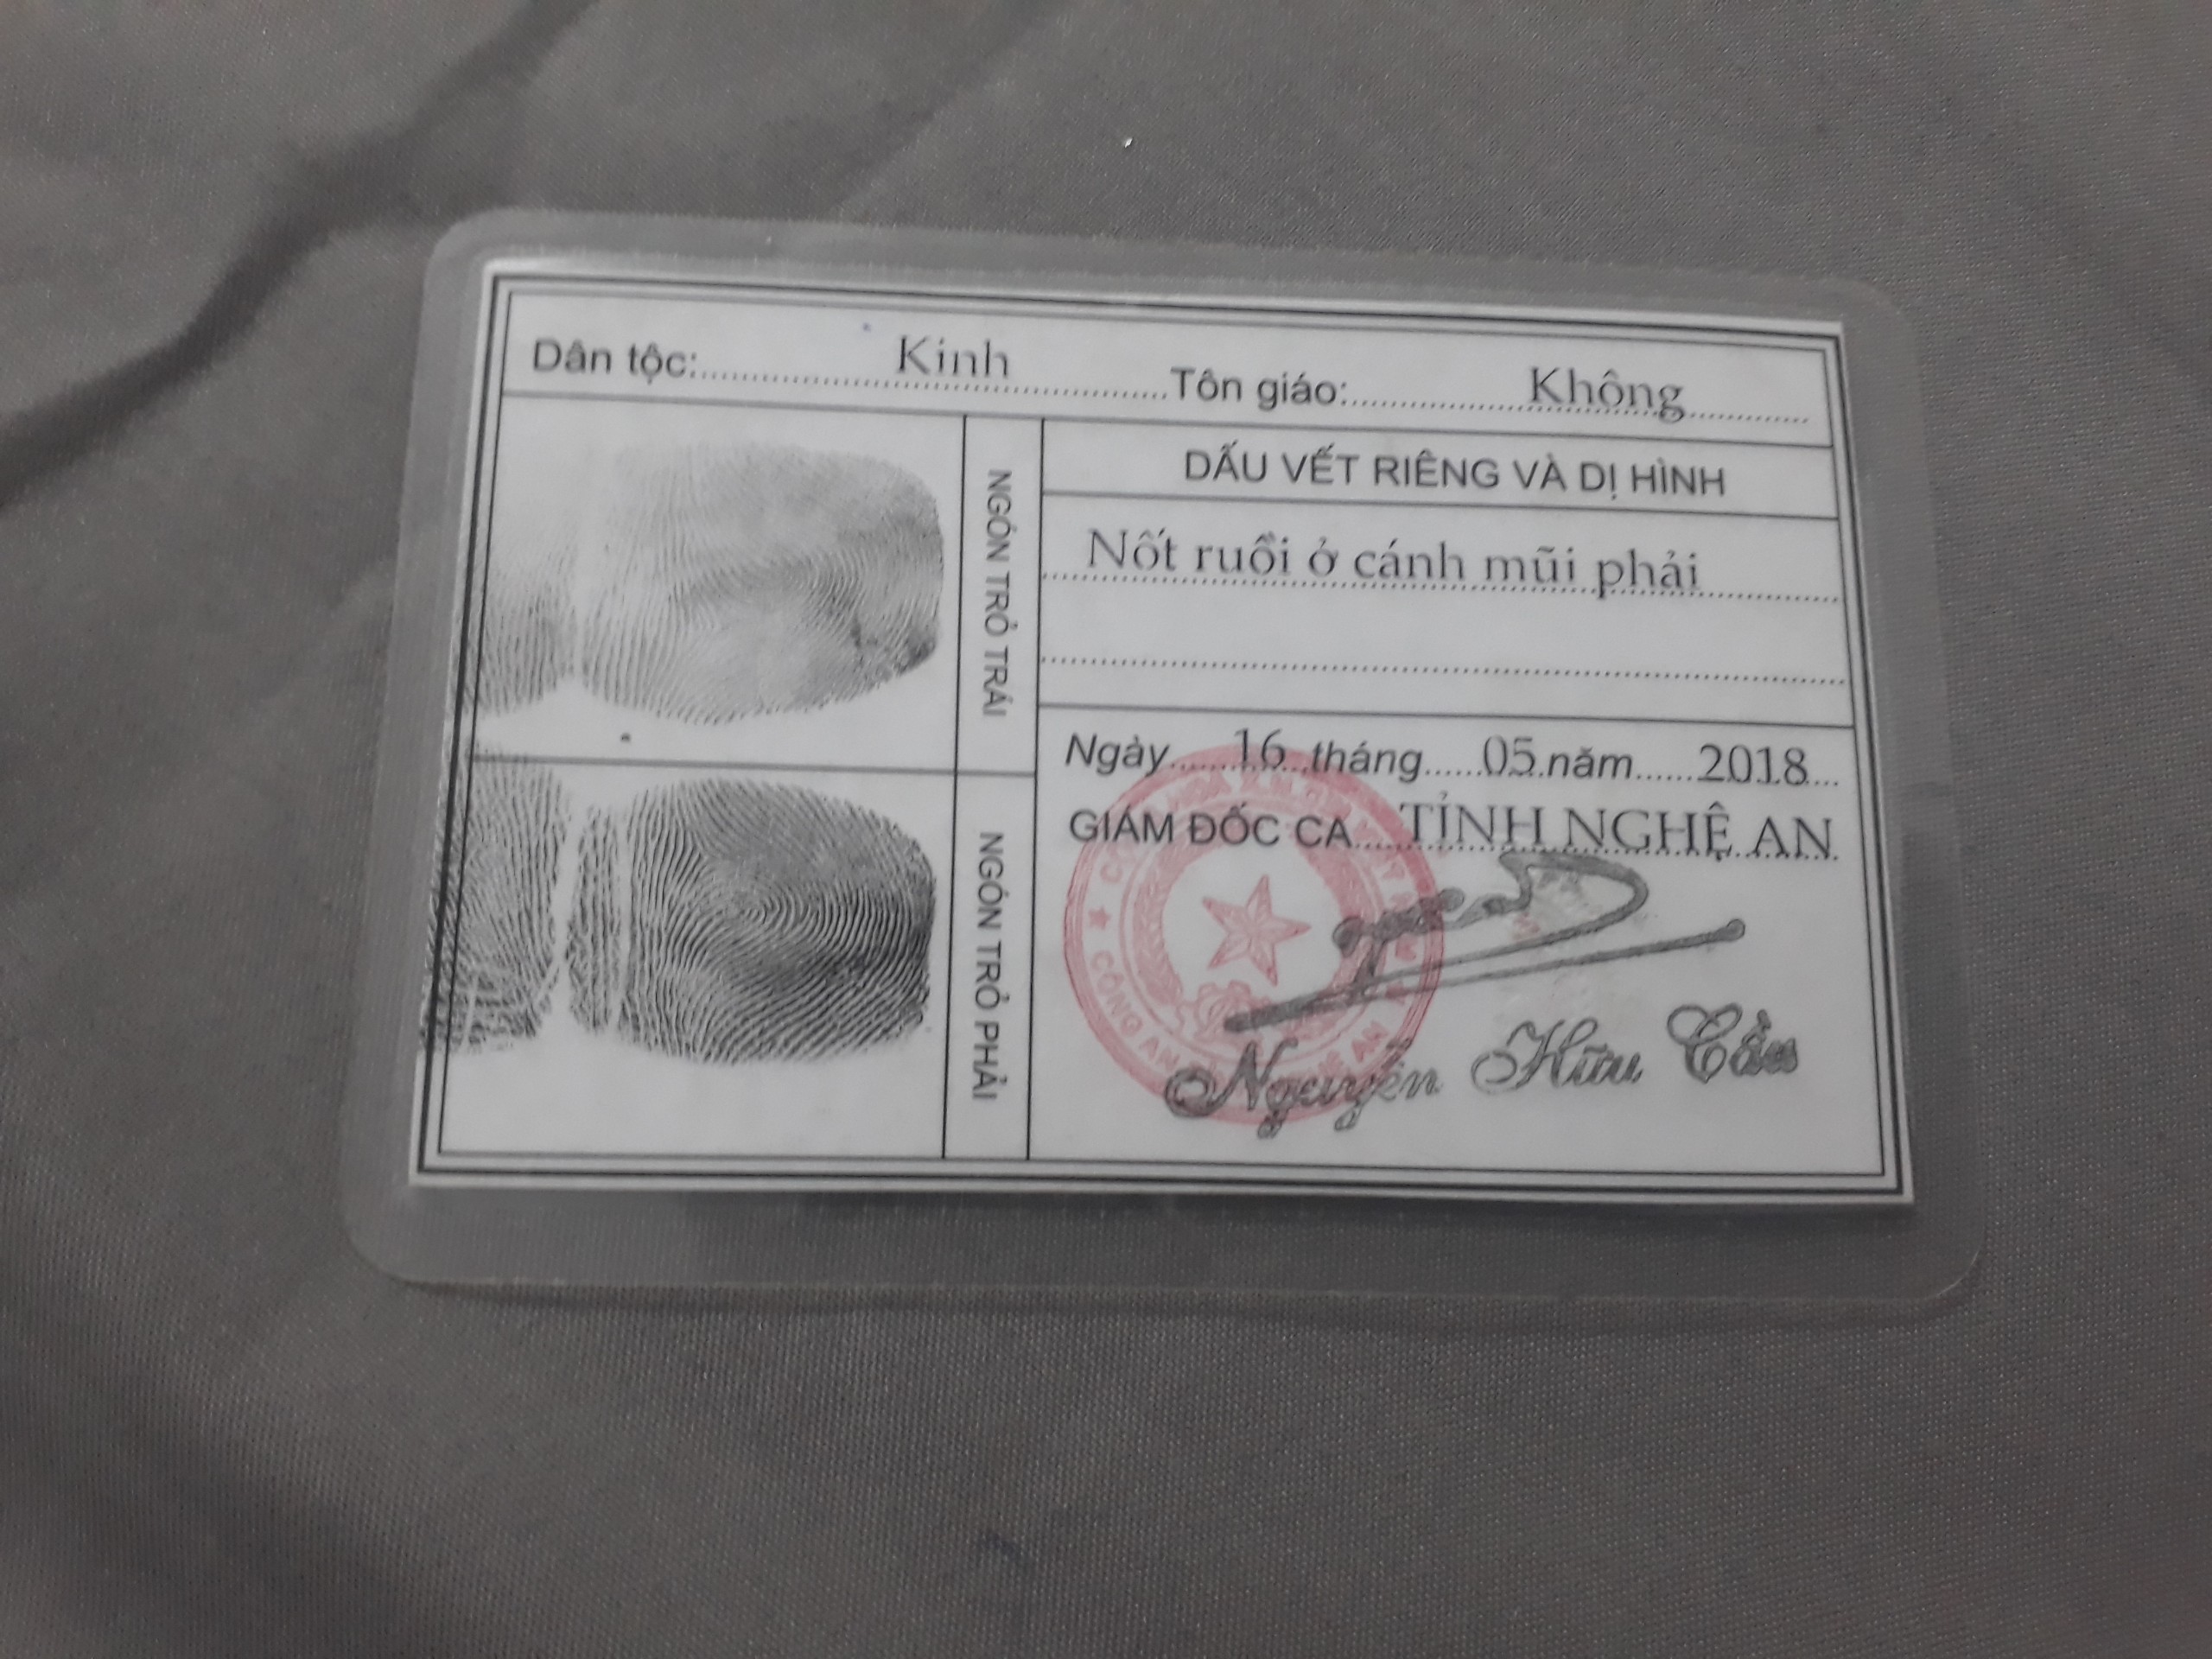 Dân tộc: Kinh Tôn giáo: Không
NGÓN TRỎ TRÁI
DẤU VẾT RIÊNG VÀ DỊ HÌNH
Nốt ruồi ở cánh mũi phải
NGÓN TRỎ PHẢI
Ngày 16 tháng 05 năm 2018
GIÁM ĐỐC CA TỈNH NGHỆ AN
CÔNG AN
Nguyễn Hữu Cầu